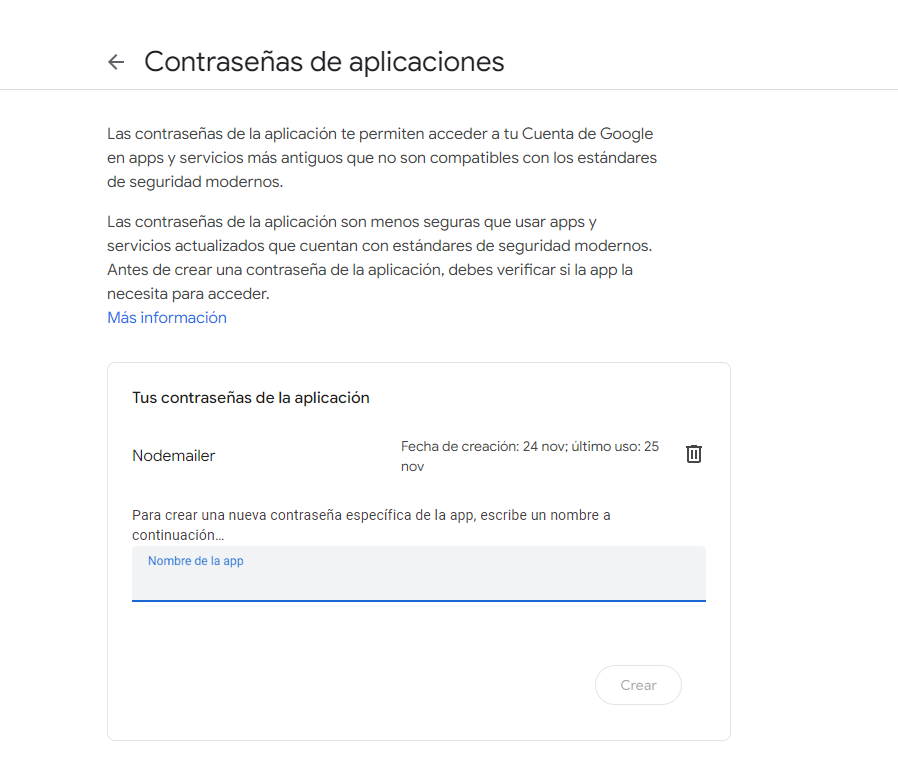 Contraseñas de aplicaciones
Las contraseñas de la aplicación te permiten acceder a tu Cuenta de Google
en apps y servicios más antiguos que no son compatibles con los estándares
de seguridad modernos.
Las contraseñas de la aplicación son menos seguras que usar apps y
servicios actualizados que cuentan con estándares de seguridad modernos.
Antes de crear una contraseña de la aplicación, debes verificar si la app la
necesita para acceder.
Más información
Tus contraseñas de la aplicación
Nodemailer
Fecha de creación: 24 nov; último uso: 25
nov
Para crear una nueva contraseña específica de la app, escribe un nombre a
continuación…
Nombre de la app
Crear